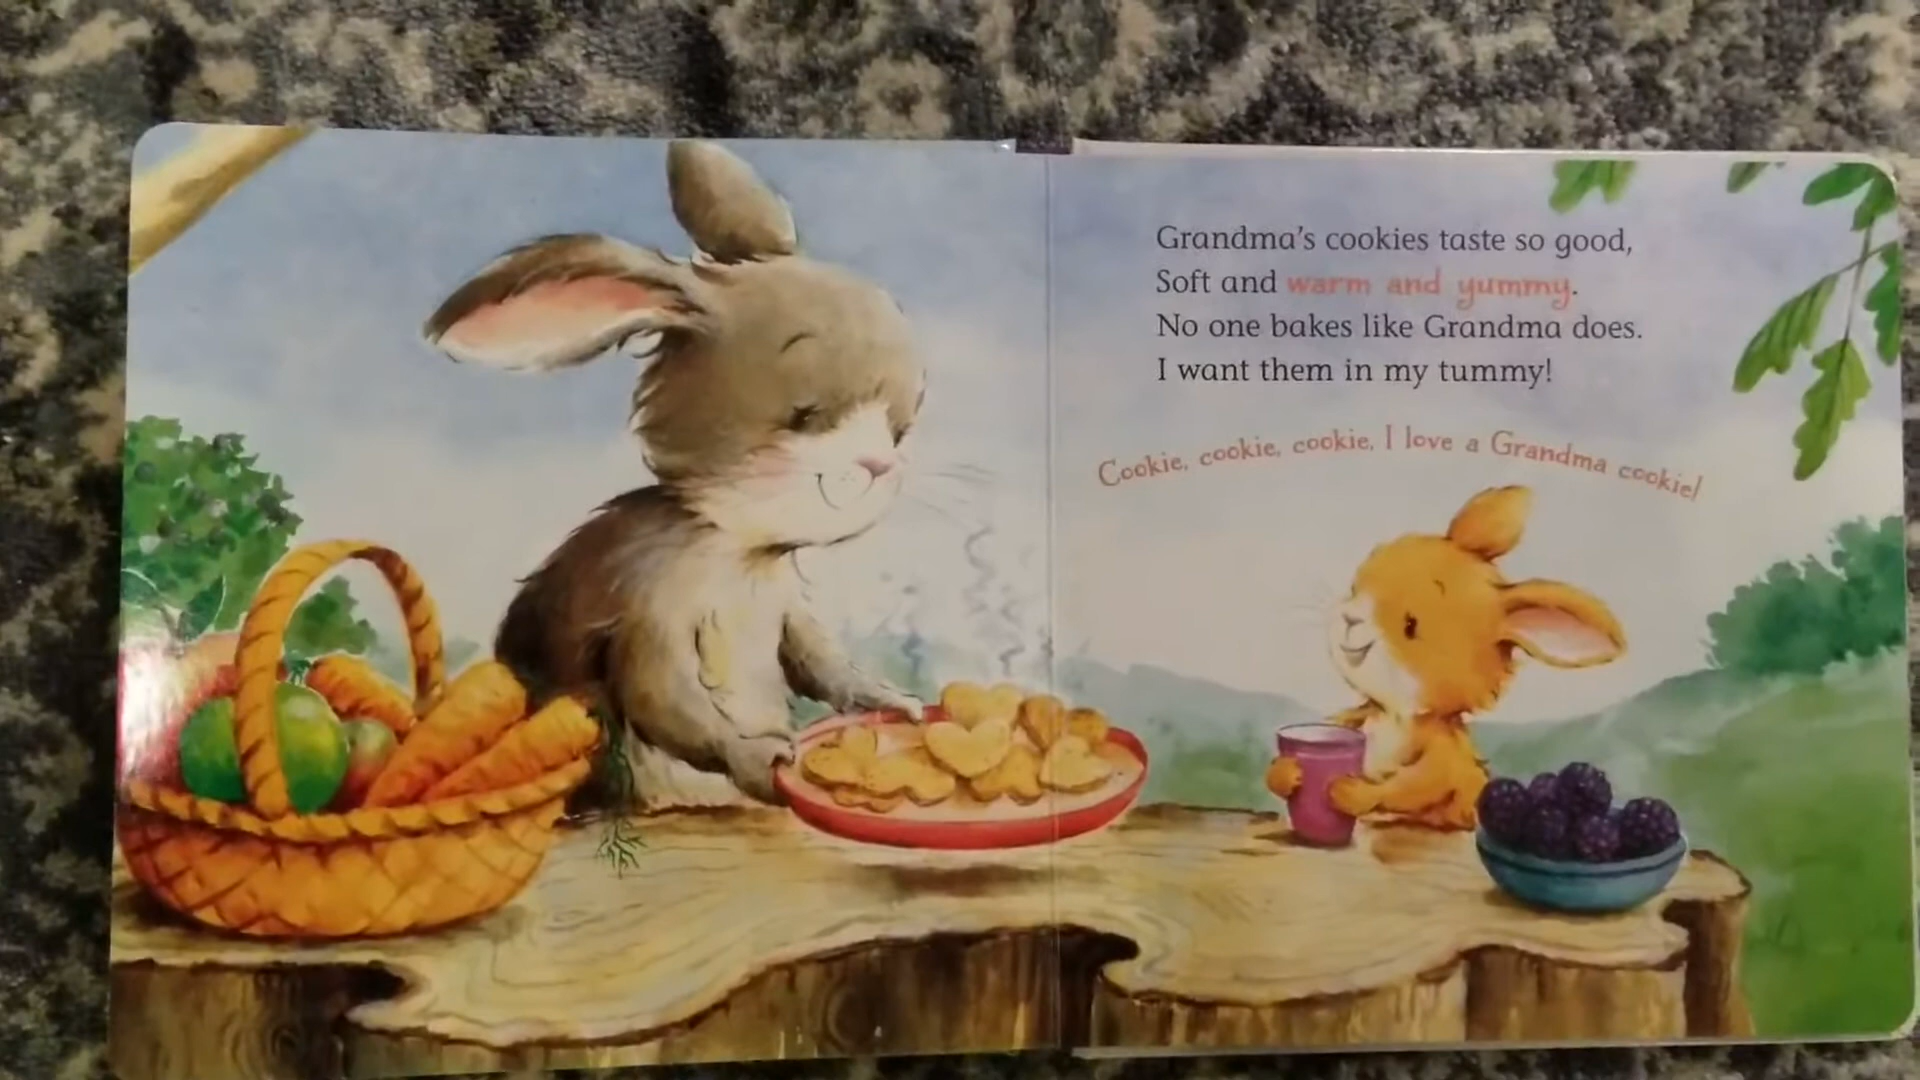 Grandma's cookies taste so good,
Soft and warm and yummy.
No one bakes like Grandma does.
I want them in my tummy!
Cookie, cookie, cookie, I love a Grandma cookie!